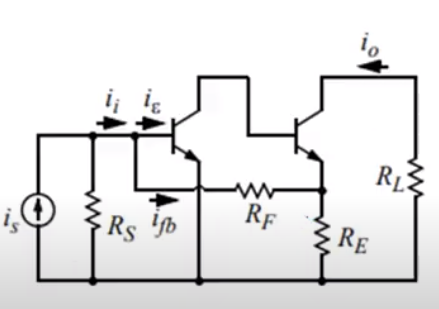 i_o
i_i i_ε
R_L
i_s R_S i_fb R_F R_E